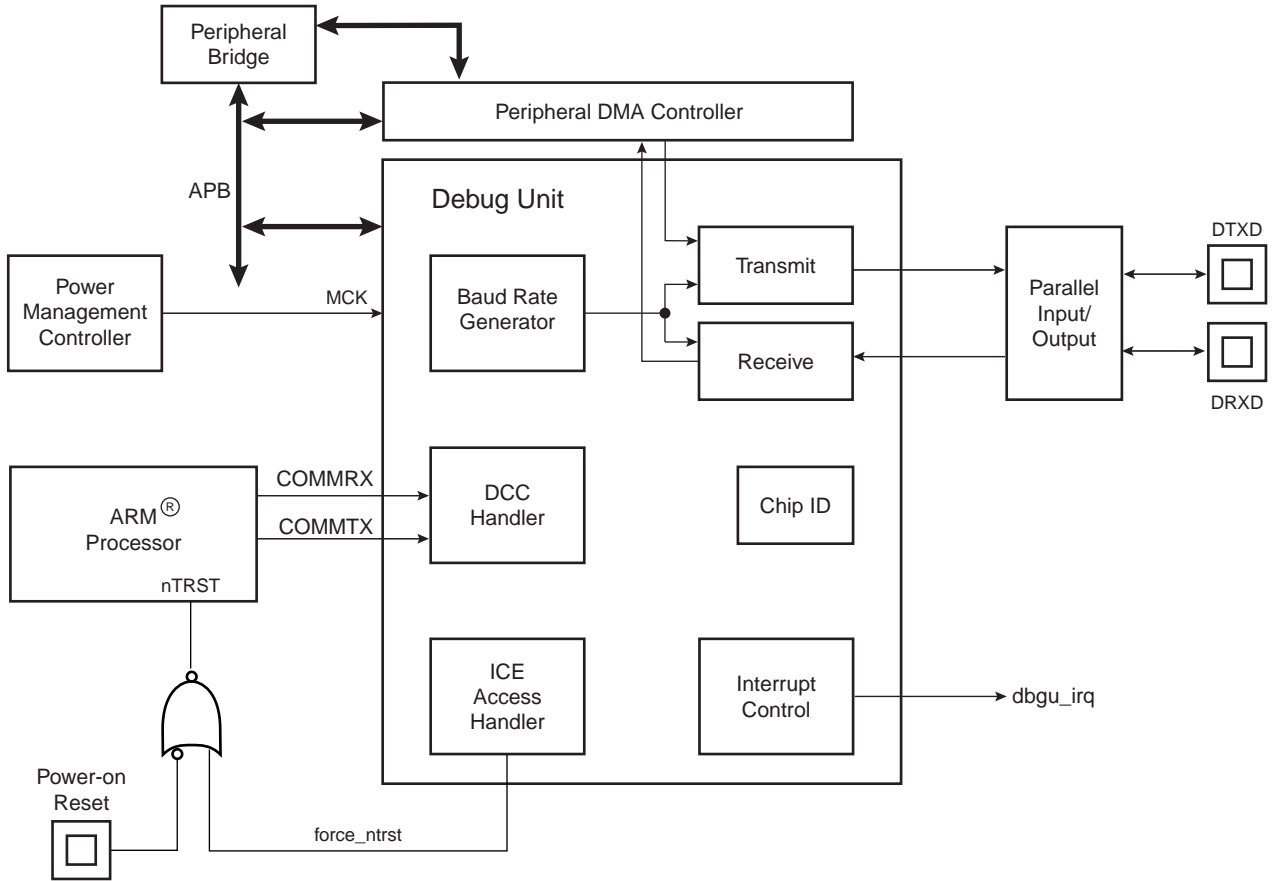 Peripheral
Bridge
Peripheral DMA Controller
APB
Debug Unit
DTXD
Transmit
Power
Management
Controller
MCK
Baud Rate
Generator
Parallel
Input/
Output
Receive
DRXD
COMMRX
DCC
Handler
Chip ID
ARM®
Processor
COMMTX
nTRST
ICE
Access
Handler
Interrupt
Control
dbgu_irq
Power-on
Reset
force_ntrst